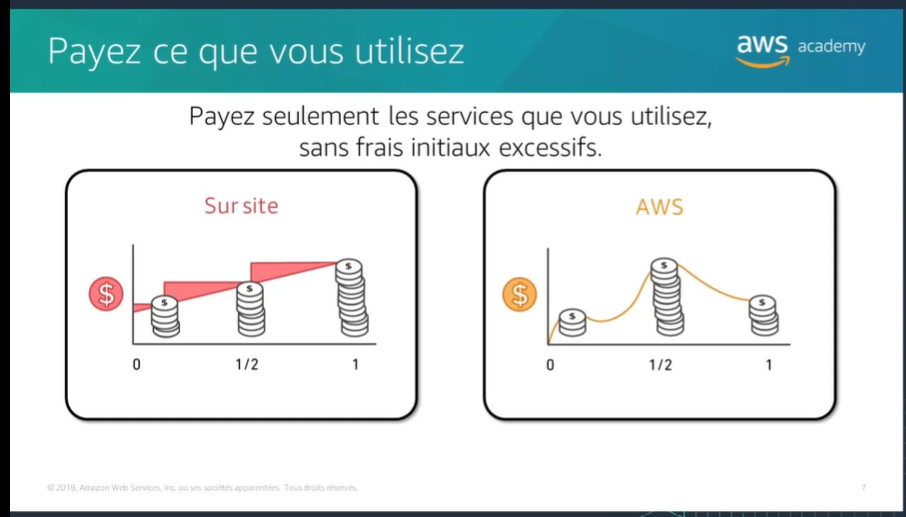 Payez ce que vous utilisez
aws academy
Payez seulement les services que vous utilisez,
sans frais initiaux excessifs.
Sur site
$
$
$
$
0
1/2
1
AWS
$
$
$
$
0
1/2
1
© 2019, Amazon Web Services, Inc. ou ses sociétés apparentées. Tous droits réservés.
7